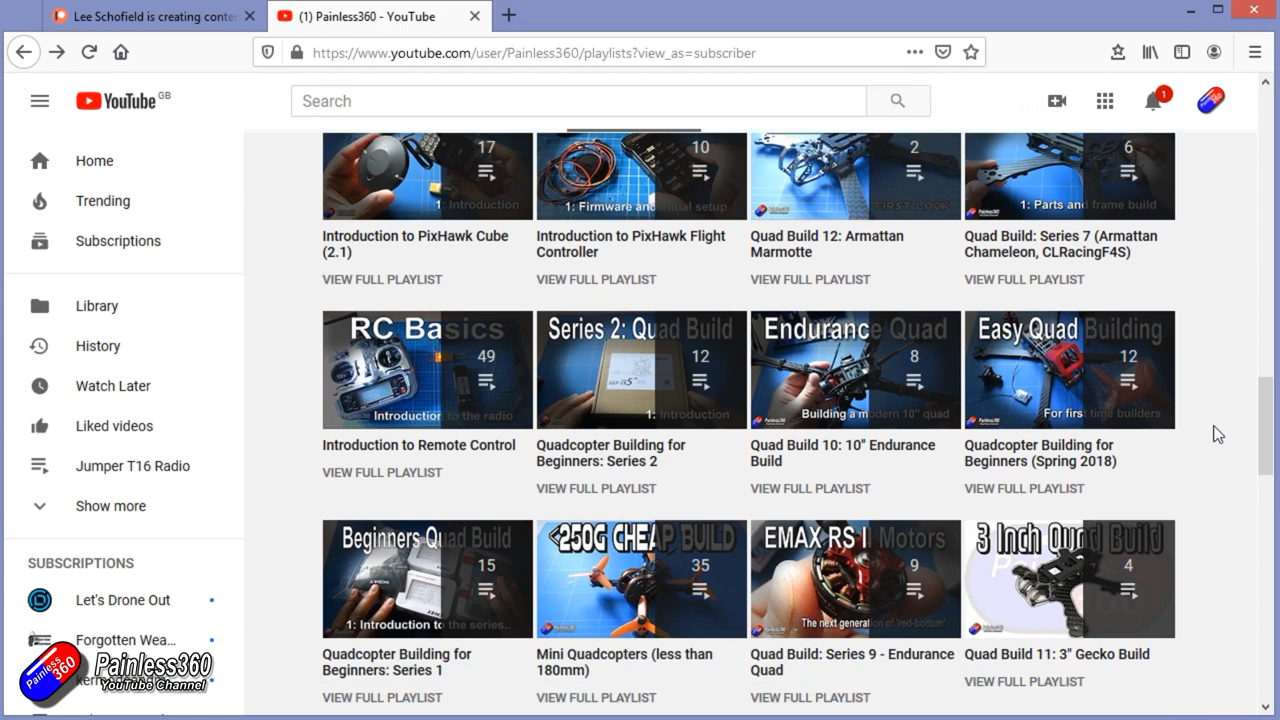 Lee Schofield is creating conte
(1) Painless360 - YouTube
https://www.youtube.com/user/Painless360/playlists?view_as=subscriber
YouTube GB
Search
1
Home
Trending
Subscriptions
Library
History
Watch Later
Liked videos
Jumper T16 Radio
Show more
SUBSCRIPTIONS
Let's Drone Out
Forgotten Wea...
Painless360
YouTube Channel
Painless
360
17
1: Introduction
Introduction to PixHawk Cube
(2.1)
VIEW FULL PLAYLIST
10
1: Firmware and initial setup
Introduction to PixHawk Flight
Controller
VIEW FULL PLAYLIST
2
FIRST LOOK
Quad Build 12: Armattan
Marmotte
VIEW FULL PLAYLIST
6
1: Parts and frame build
Quad Build: Series 7 (Armattan
Chameleon, CLRacingF4S)
VIEW FULL PLAYLIST
RC Basics
49
Introduction to the radio
Introduction to Remote Control
VIEW FULL PLAYLIST
Series 2: Quad Build
12
1: Introduction
Quadcopter Building for
Beginners: Series 2
VIEW FULL PLAYLIST
Endurance Quad
8
Building a modern 10" quad
Quad Build 10: 10" Endurance
Build
VIEW FULL PLAYLIST
Easy Quad Building
12
For first time builders
Quadcopter Building for
Beginners (Spring 2018)
VIEW FULL PLAYLIST
Beginners Quad Build
15
1: Introduction to the series..
Quadcopter Building for
Beginners: Series 1
VIEW FULL PLAYLIST
250G CHEAP BUILD
35
Mini Quadcopters (less than
180mm)
VIEW FULL PLAYLIST
EMAX RS II Motors
9
The next generation of 'red-bottom'
Quad Build: Series 9 - Endurance
Quad
VIEW FULL PLAYLIST
3 Inch Quad Build
4
Quad Build 11: 3" Gecko Build
VIEW FULL PLAYLIST